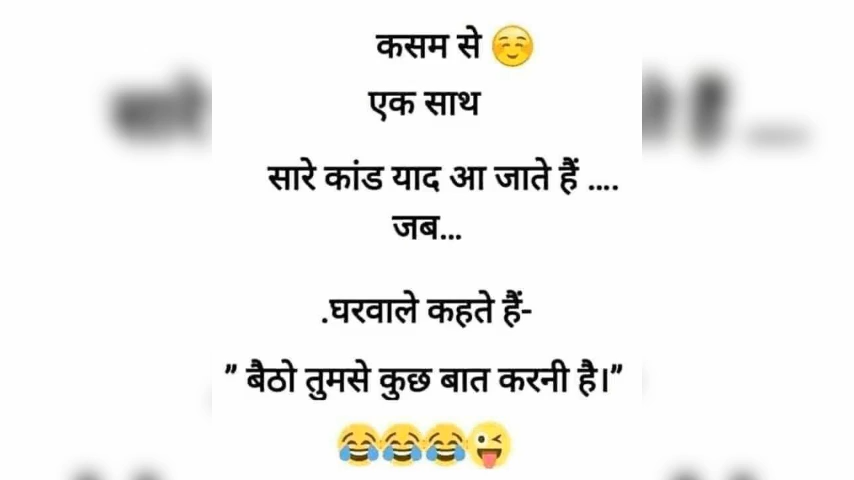 कसम से ☺️
एक साथ
सारे कांड याद आ जाते हैं ....
जब...
.घरवाले कहते हैं-
” बैठो तुमसे कुछ बात करनी है।”
😂😂😂😜